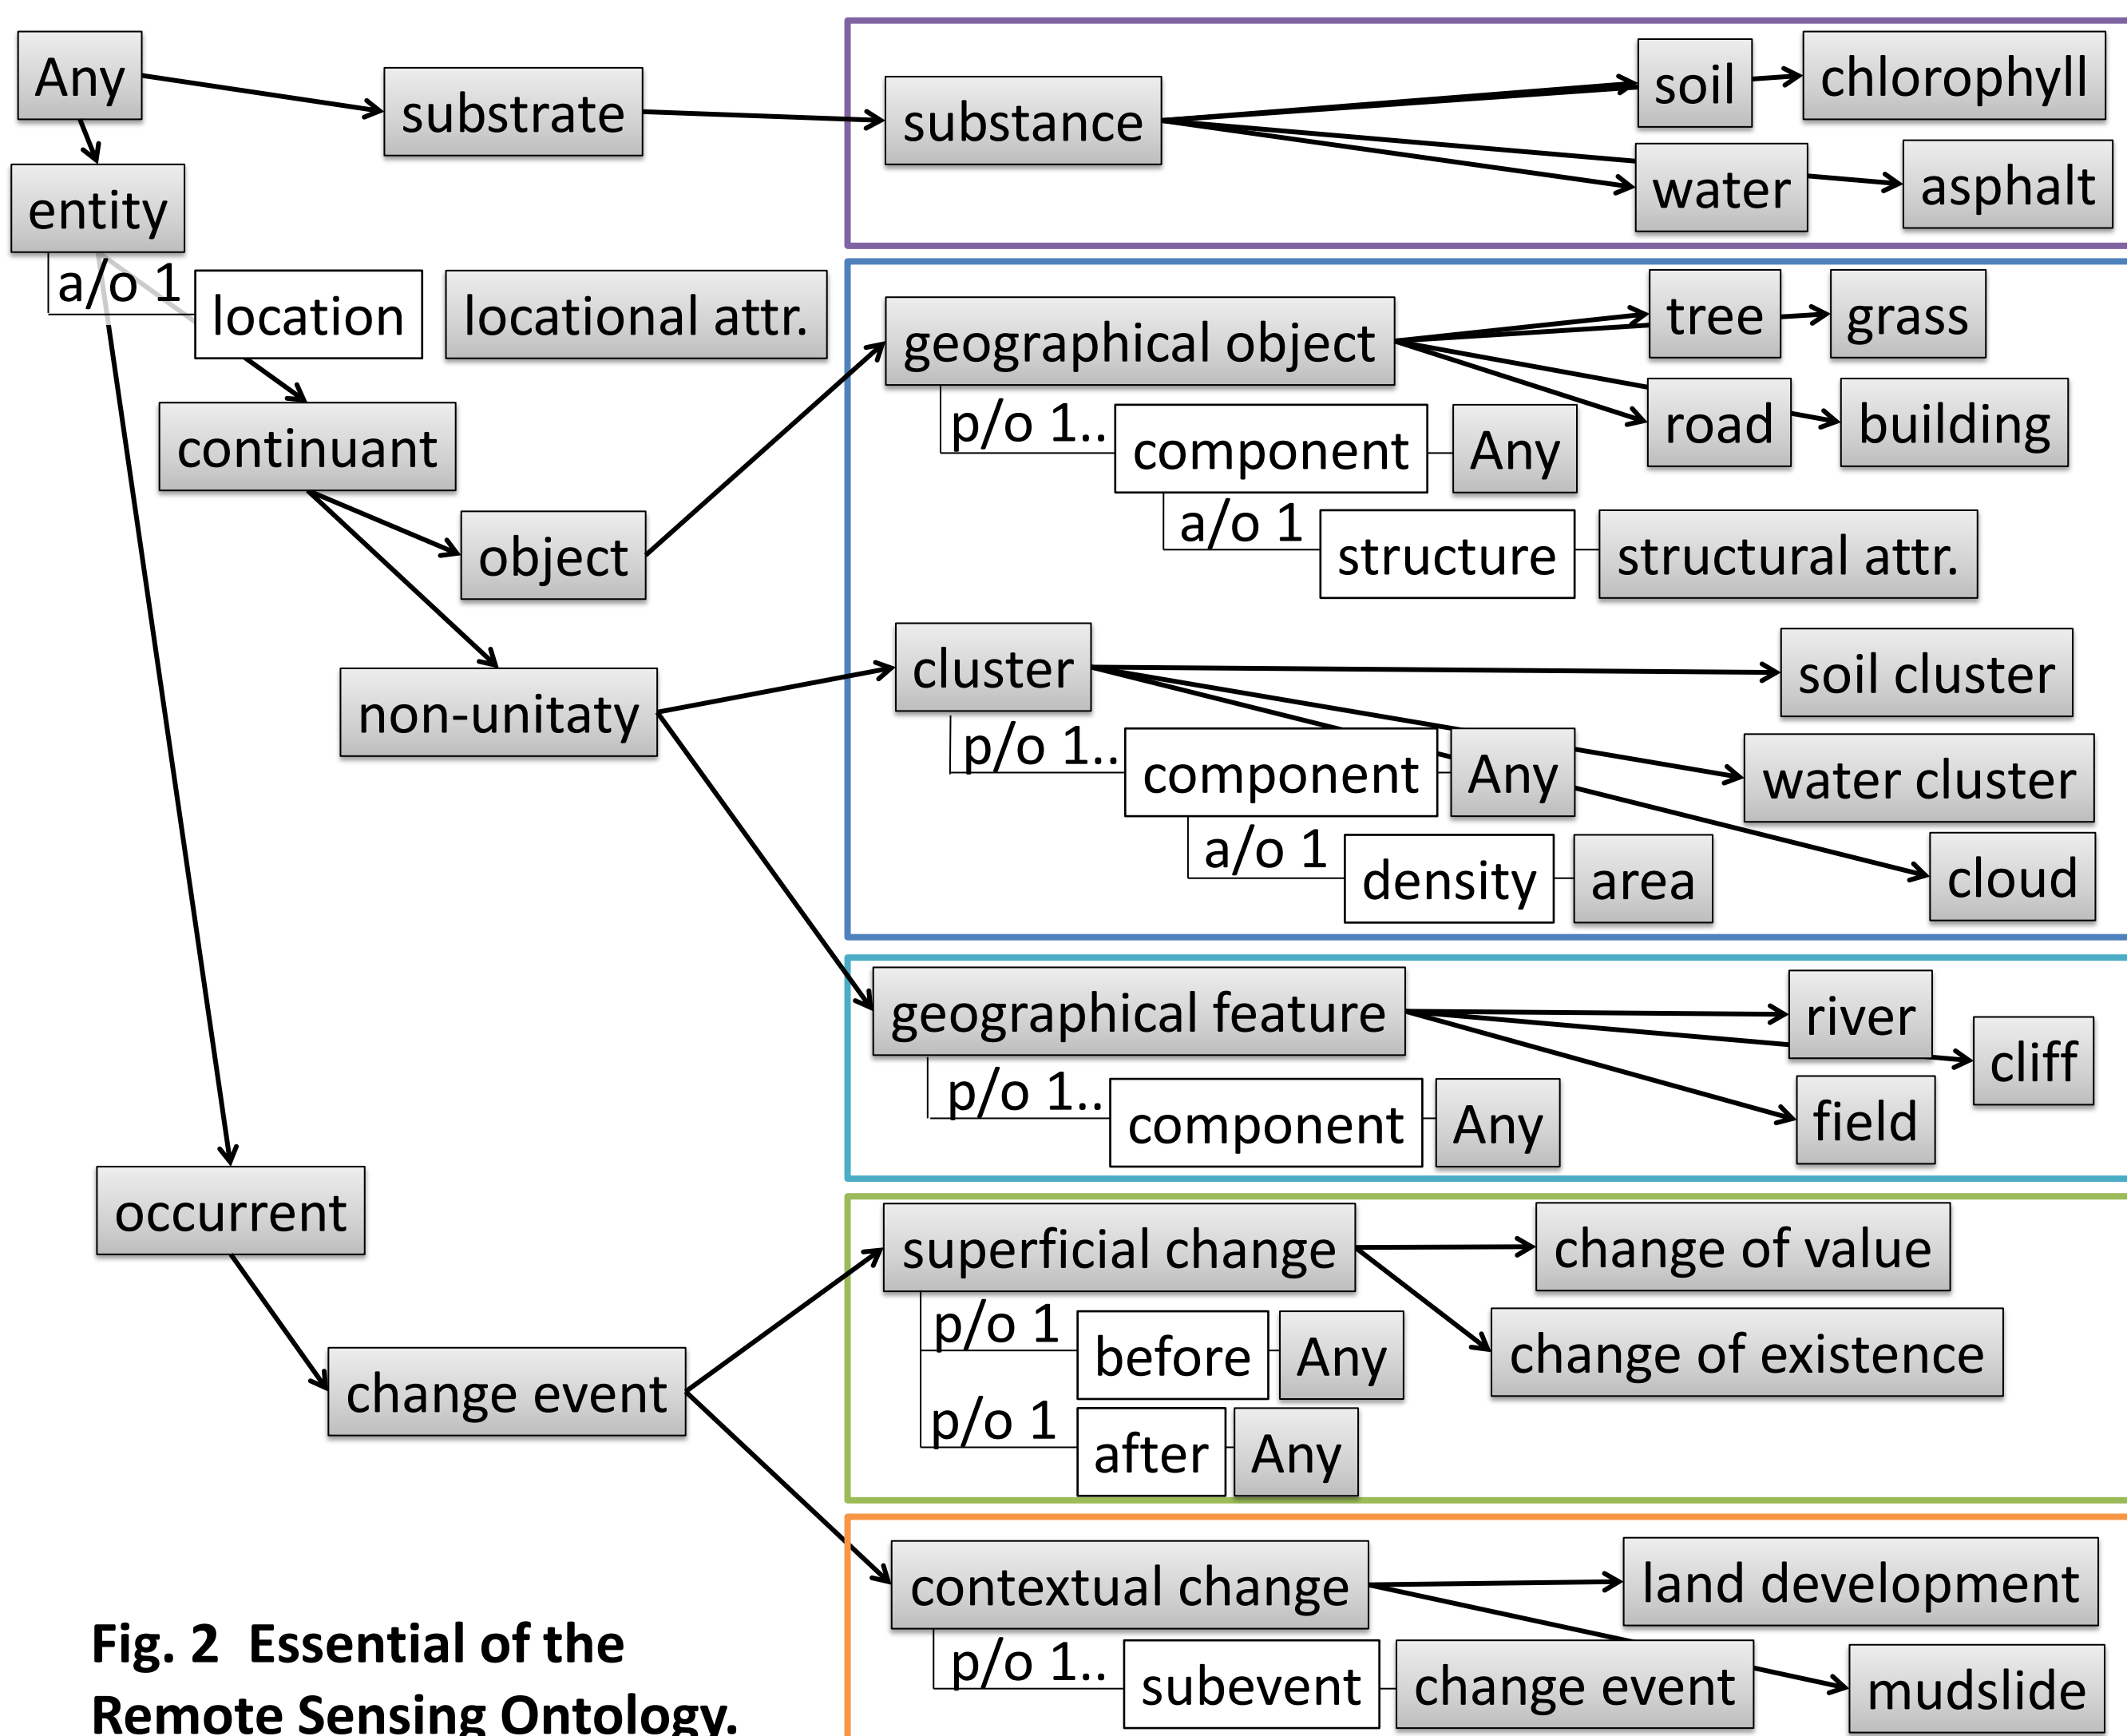 Any
substrate
substance
soil
chlorophyll
water
asphalt
entity
a/o 1
location
locational attr.
continuant
object
non-unitaty
geographical object
tree
grass
road
building
p/o 1..
component
Any
a/o 1
structure
structural attr.
cluster
soil cluster
p/o 1..
component
Any
water cluster
a/o 1
density
area
cloud
geographical feature
river
cliff
field
p/o 1..
component
Any
occurrent
change event
superficial change
change of value
change of existence
p/o 1
before
Any
p/o 1
after
Any
contextual change
land development
p/o 1..
subevent
change event
mudslide
Fig. 2 Essential of the
Remote Sensing Ontology.